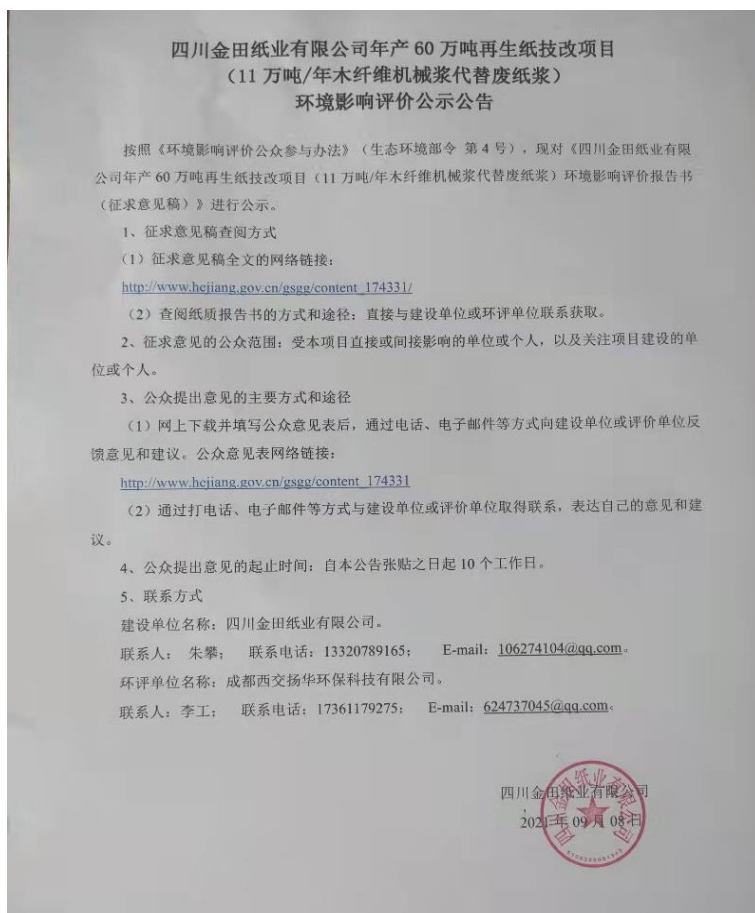 四川金田纸业有限公司年产 60 万吨再生纸技改项目
（11 万吨/年木纤维机械浆代替废纸浆）
环境影响评价公示公告
按照《环境影响评价公众参与办法》（生态环境部令 第 4 号），现对《四川金田纸业有限
公司年产 60 万吨再生纸技改项目（11 万吨/年木纤维机械浆代替废纸浆）环境影响评价报告书
（征求意见稿）》进行公示。
1、征求意见稿查阅方式
（1）征求意见稿全文的网络链接：
http://www.hejiang.gov.cn/gsgg/content_174331/
（2）查阅纸质报告书的方式和途径：直接与建设单位或环评单位联系获取。
2、征求意见的公众范围：受本项目直接或间接影响的单位或个人，以及关注项目建设的单
位或个人。
3、公众提出意见的主要方式和途径
（1）网上下载并填写公众意见表后，通过电话、电子邮件等方式向建设单位或评价单位反
馈意见和建议。公众意见表网络链接：
http://www.hejiang.gov.cn/gsgg/content_174331
（2）通过打电话、电子邮件等方式与建设单位或评价单位取得联系，表达自己的意见和建
议。
4、公众提出意见的起止时间：自本公告张贴之日起 10 个工作日。
5、联系方式
建设单位名称：四川金田纸业有限公司。
联系人： 朱攀； 联系电话：13320789165； E-mail：106274104@qq.com。
环评单位名称：成都西交扬华环保科技有限公司。
联系人：李工； 联系电话：17361179275； E-mail：624737045@qq.com。
四川金田纸业有限公司
2021 年 09 月 08 日
四川金田纸业有限公司